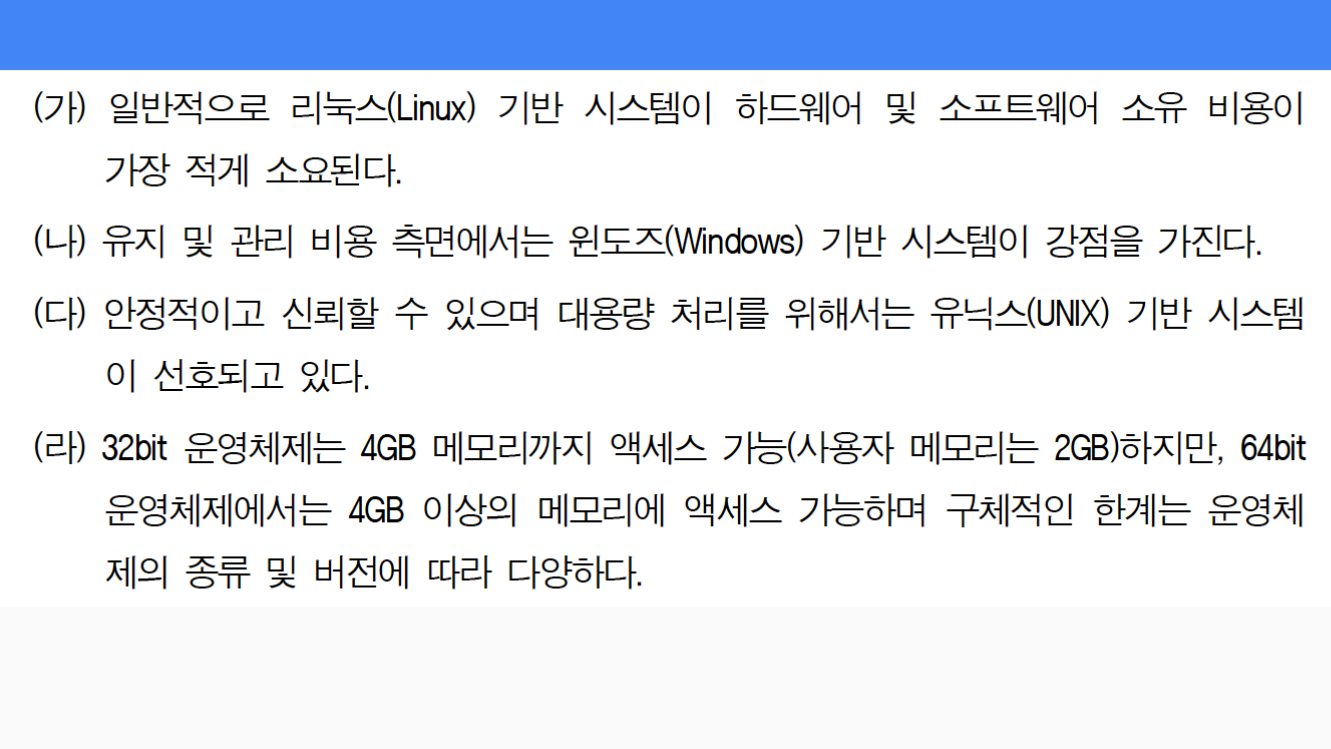 (가) 일반적으로 리눅스(Linux) 기반 시스템이 하드웨어 및 소프트웨어 소유 비용이
가장 적게 소요된다.
(나) 유지 및 관리 비용 측면에서는 윈도즈(Windows) 기반 시스템이 강점을 가진다.
(다) 안정적이고 신뢰할 수 있으며 대용량 처리를 위해서는 유닉스(UNIX) 기반 시스템
이 선호되고 있다.
(라) 32bit 운영체제는 4GB 메모리까지 액세스 가능(사용자 메모리는 2GB)하지만, 64bit
운영체제에서는 4GB 이상의 메모리에 액세스 가능하며 구체적인 한계는 운영체
제의 종류 및 버전에 따라 다양하다.